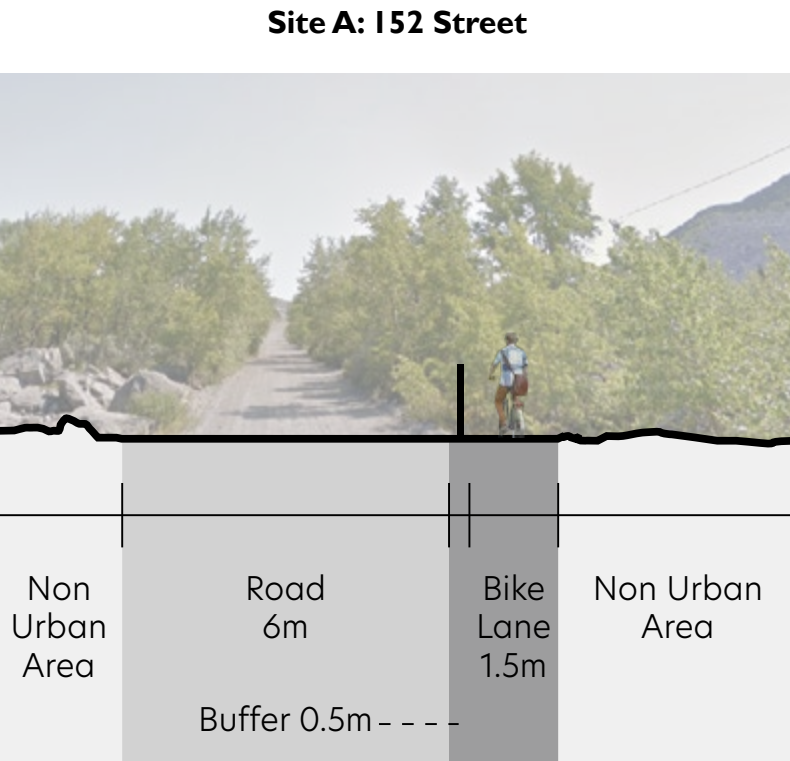 Site A: 152 Street
Non
Urban
Area
Road
6m
Bike
Lane
1.5m
Non Urban
Area
Buffer 0.5m